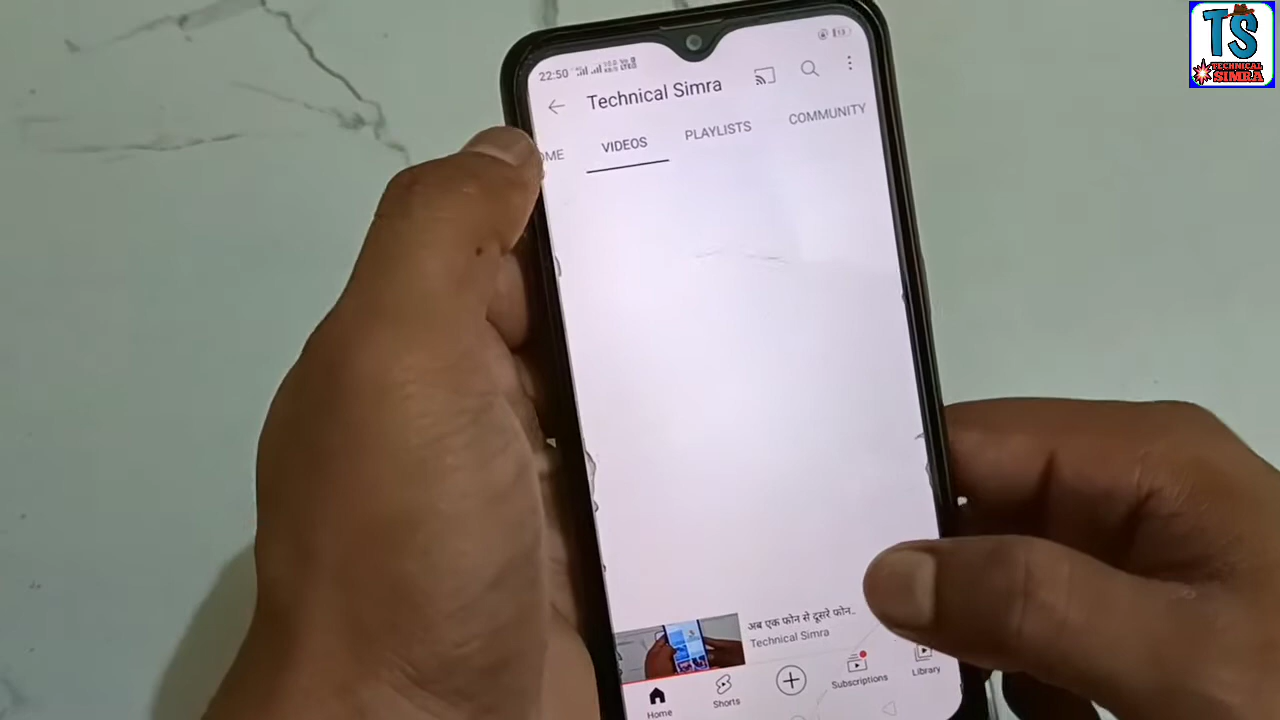 TS
TECHNICAL
SIMRA
22:50
Technical Simra
OME VIDEOS PLAYLISTS COMMUNITY
अब एक फोन से दूसरे फोन..
Technical Simra
Home Shorts Subscriptions Library